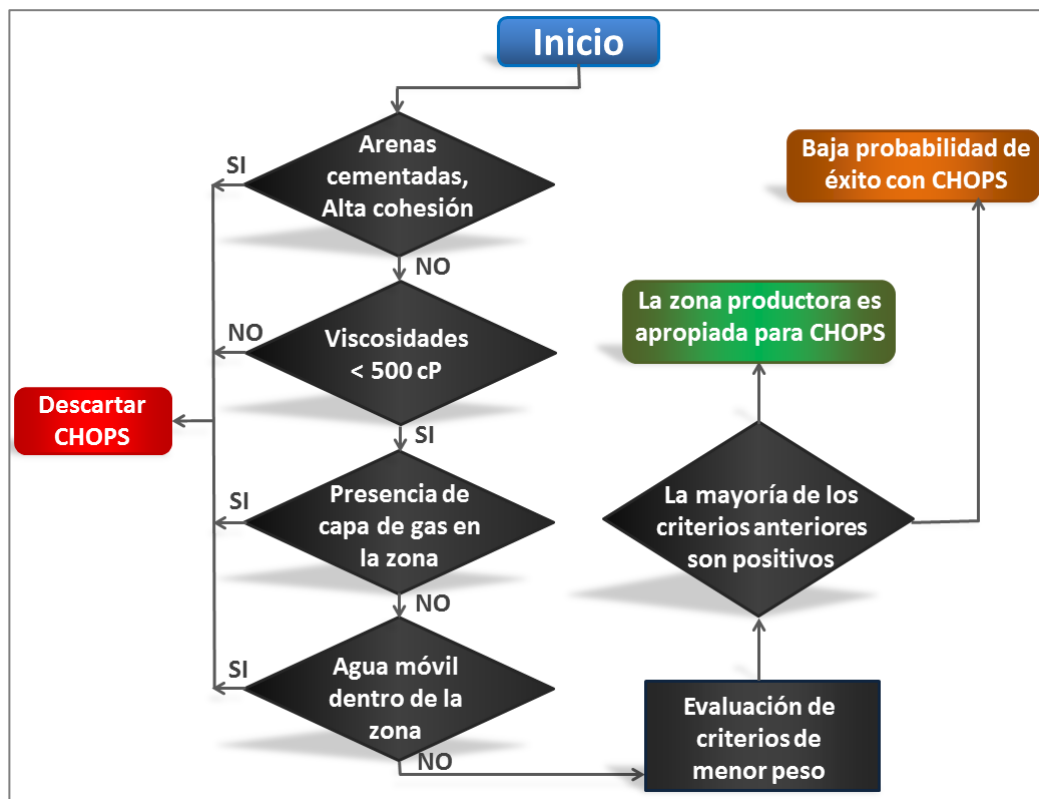 Inicio
Arenas
cementadas,
Alta cohesión
SI
NO
Viscosidades
< 500 cP
NO
SI
Descartar
CHOPS
Presencia de
capa de gas en
la zona
SI
NO
Agua móvil
dentro de la
zona
SI
NO
Evaluación de
criterios de
menor peso
La mayoría de los
criterios anteriores
son positivos
La zona productora es
apropiada para CHOPS
Baja probabilidad de
éxito con CHOPS